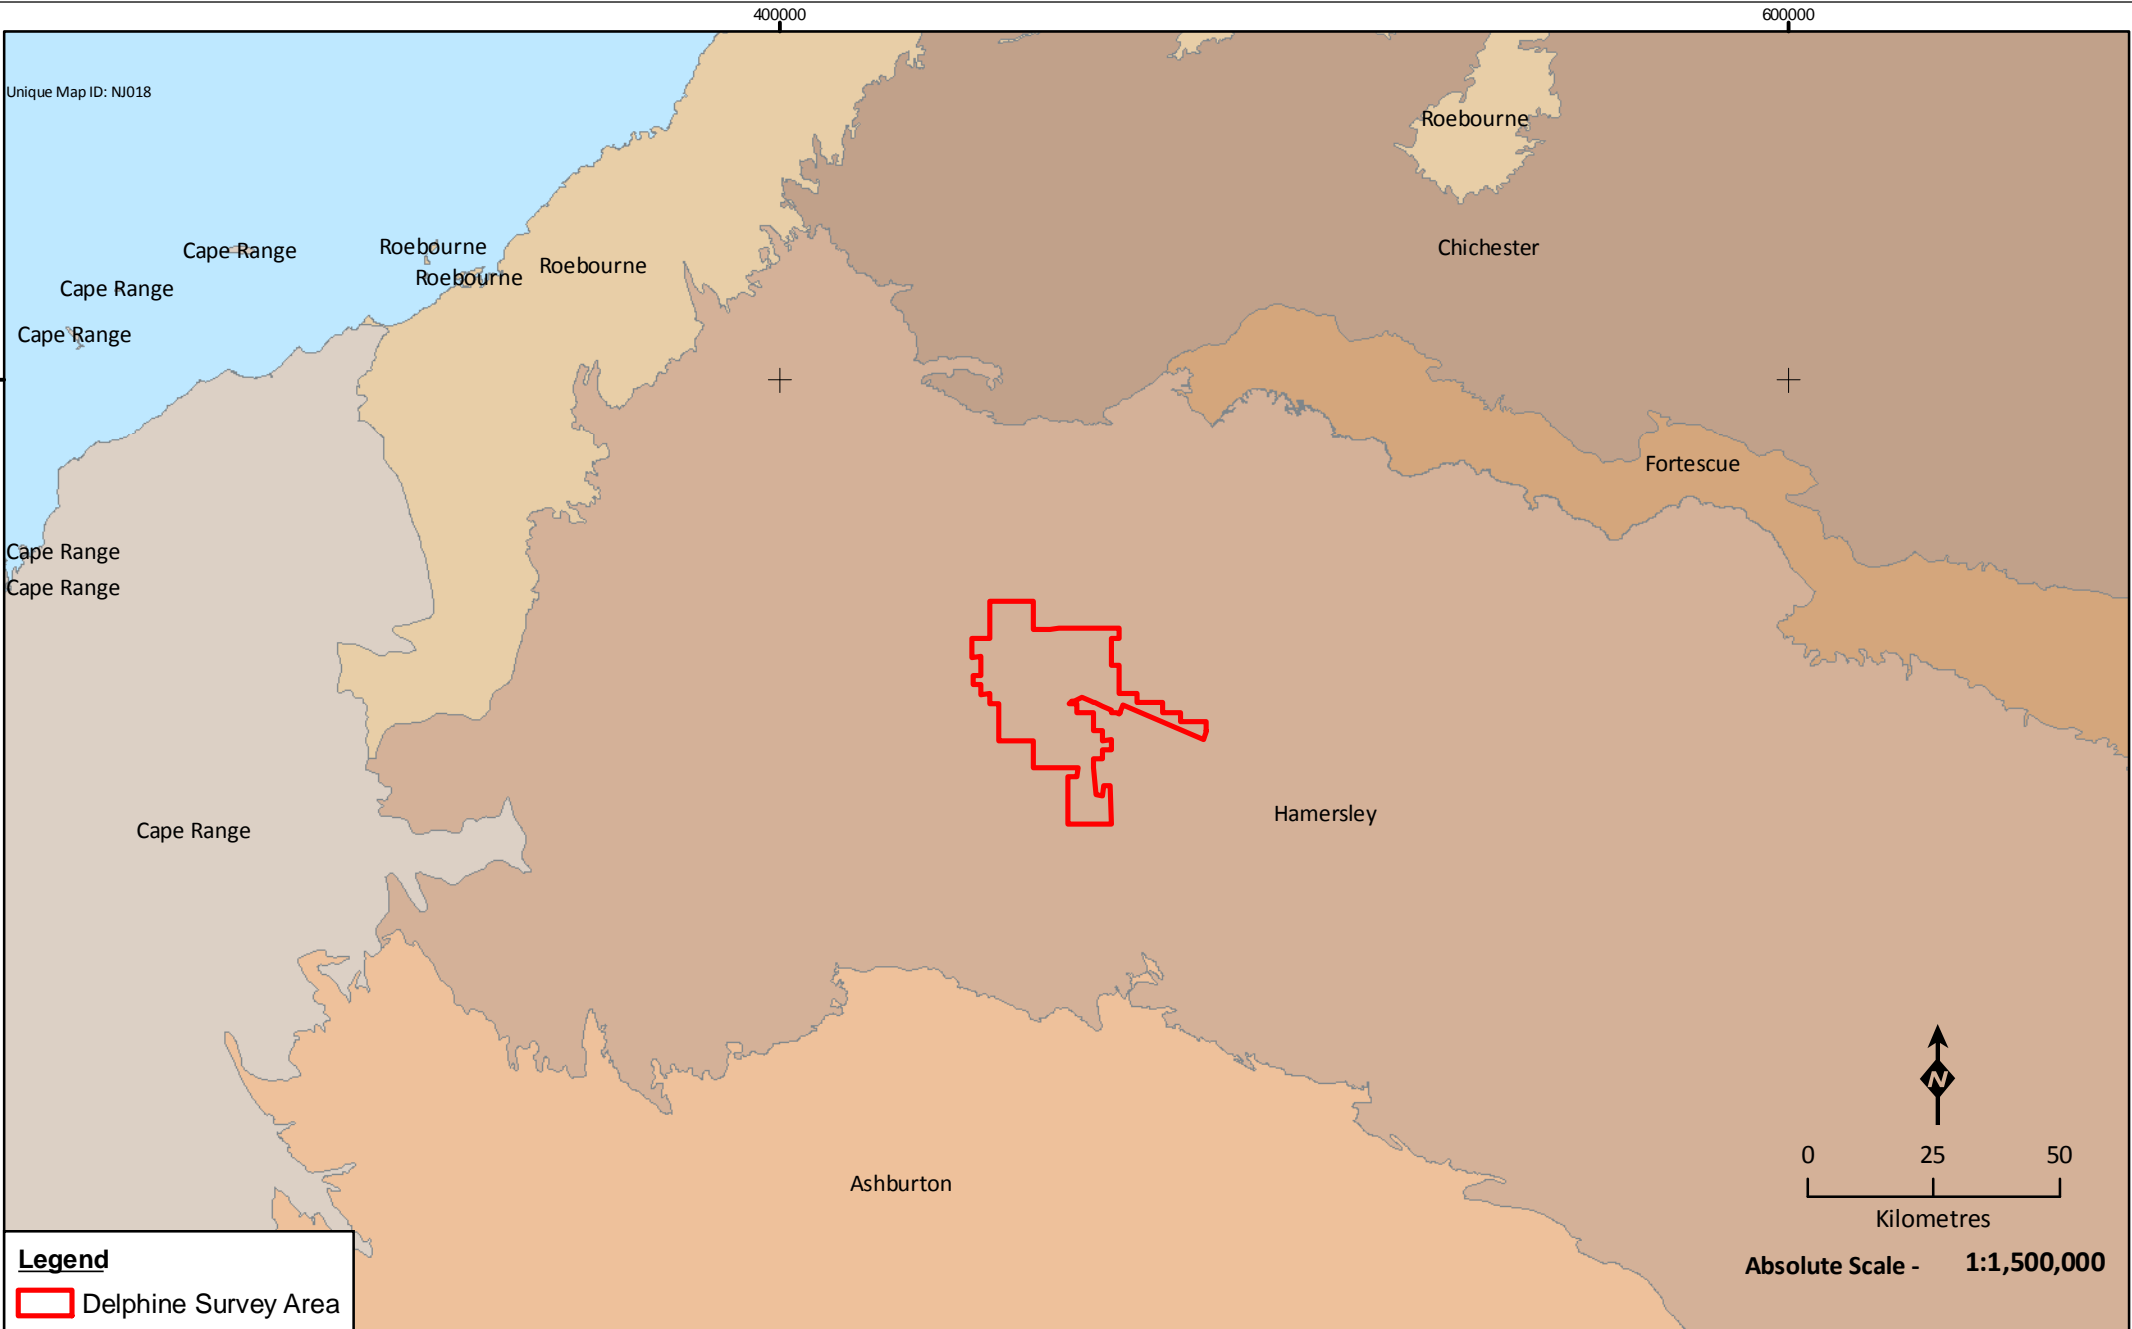 400000
600000
Unique Map ID: NJ018
Roebourne
Cape Range
Roebourne
Roebourne
Chichester
Roebourne
Cape Range
Cape Range
Fortescue
Cape Range
Cape Range
Cape Range
Hamersley
Ashburton
N
0 25 50
Kilometres
Absolute Scale - 1:1,500,000
Legend
Delphine Survey Area